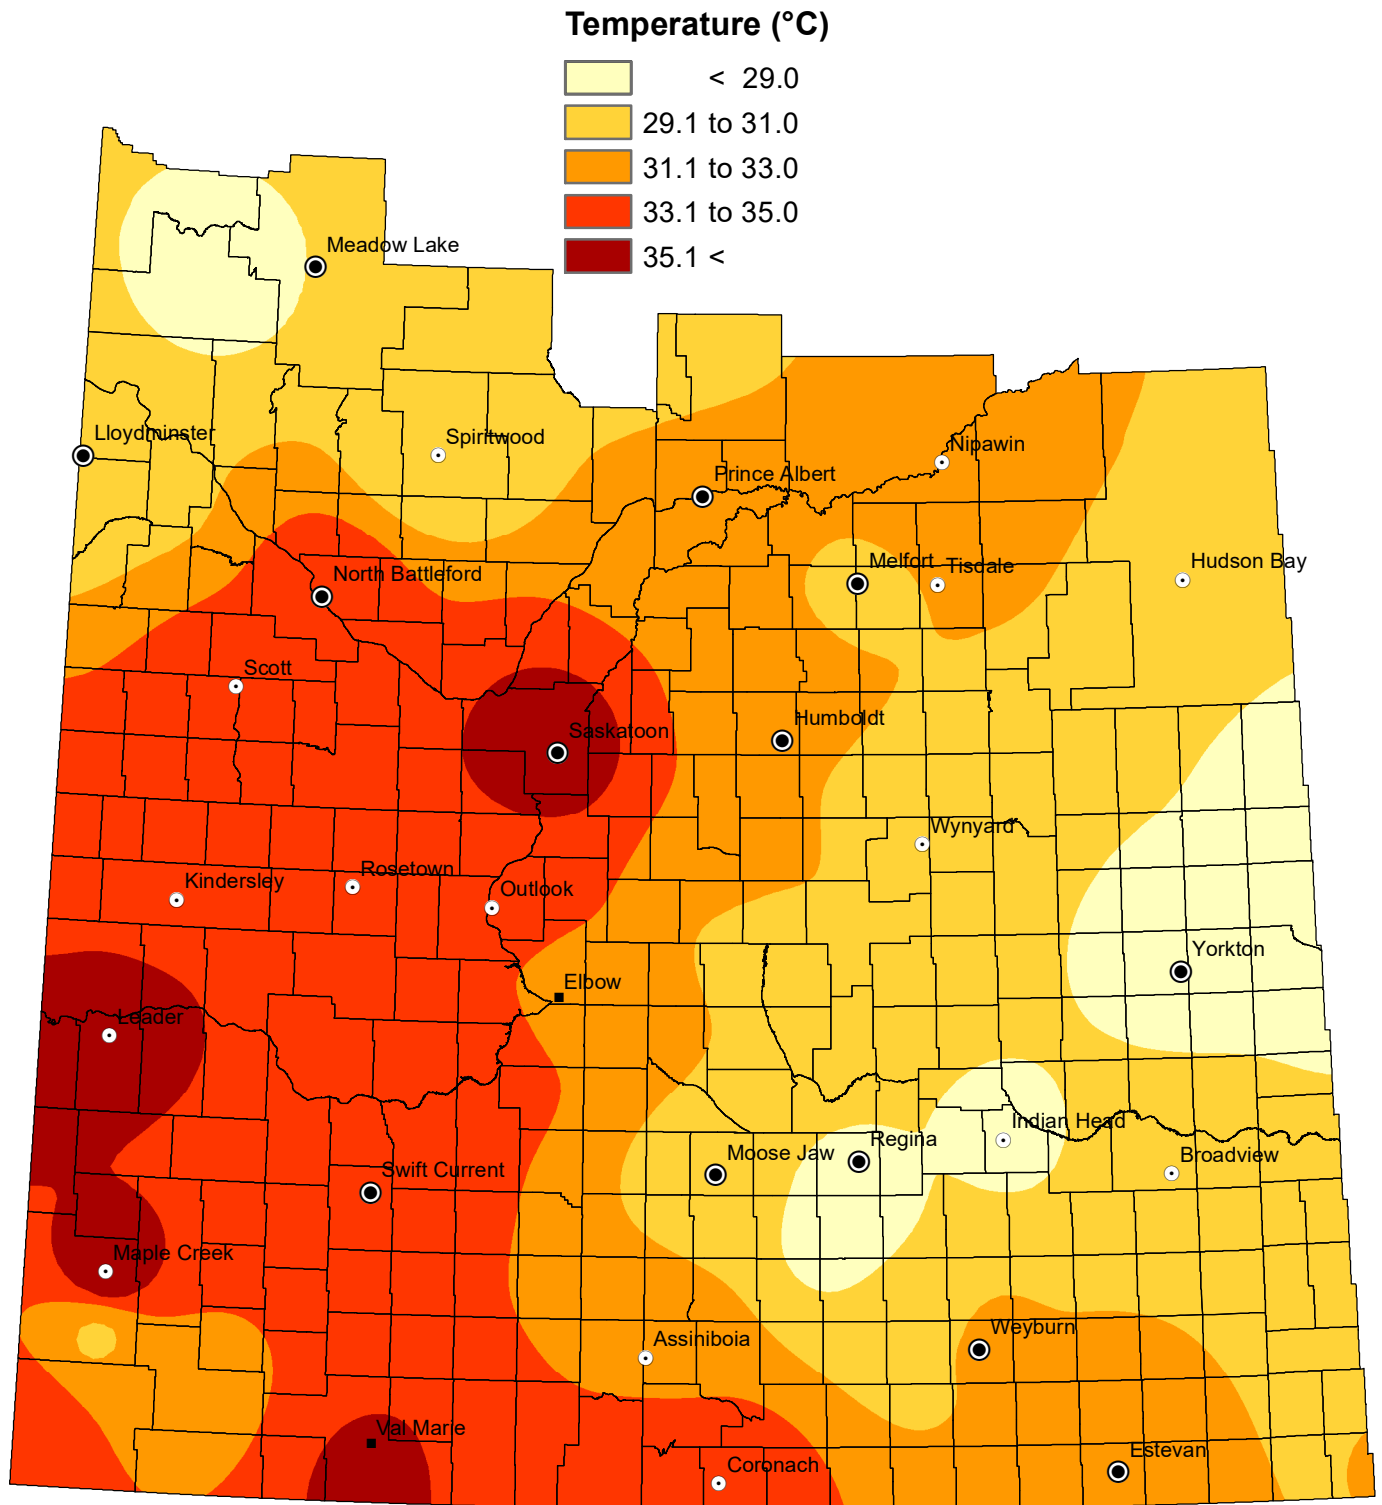 Temperature (°C)
< 29.0
29.1 to 31.0
31.1 to 33.0
33.1 to 35.0
35.1 <
Meadow Lake
Lloydminster
Spiritwood
Nipawin
Prince Albert
Melfort
Tisdale
Hudson Bay
North Battleford
Scott
Humboldt
Saskatoon
Wynyard
Rosetown
Kindersley
Outlook
Yorkton
Elbow
Leader
Indian Head
Regina
Moose Jaw
Broadview
Swift Current
Maple Creek
Weyburn
Assiniboia
Val Marie
Estevan
Coronach